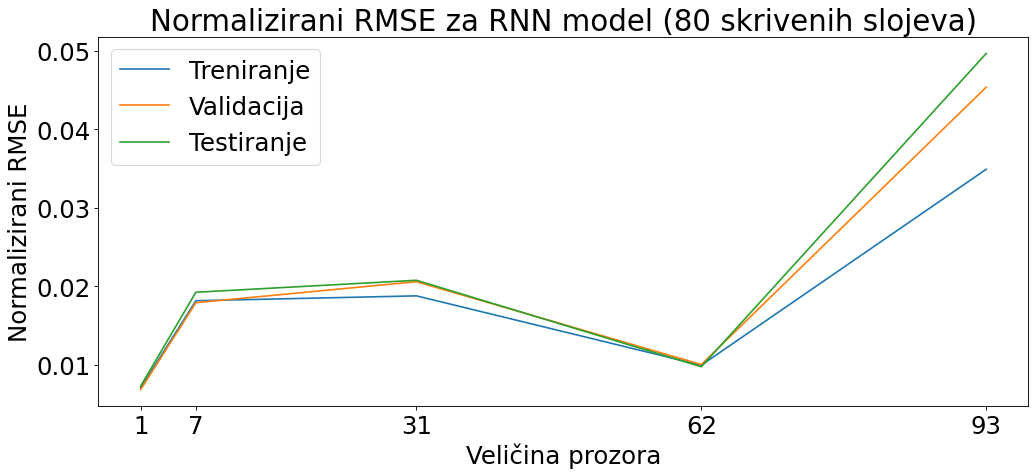 Normalizirani RMSE za RNN model (80 skrivenih slojeva)
Normalizirani RMSE
0.05
0.04
0.03
0.02
0.01
Treniranje
Validacija
Testiranje
1 7 31 62 93
Veličina prozora